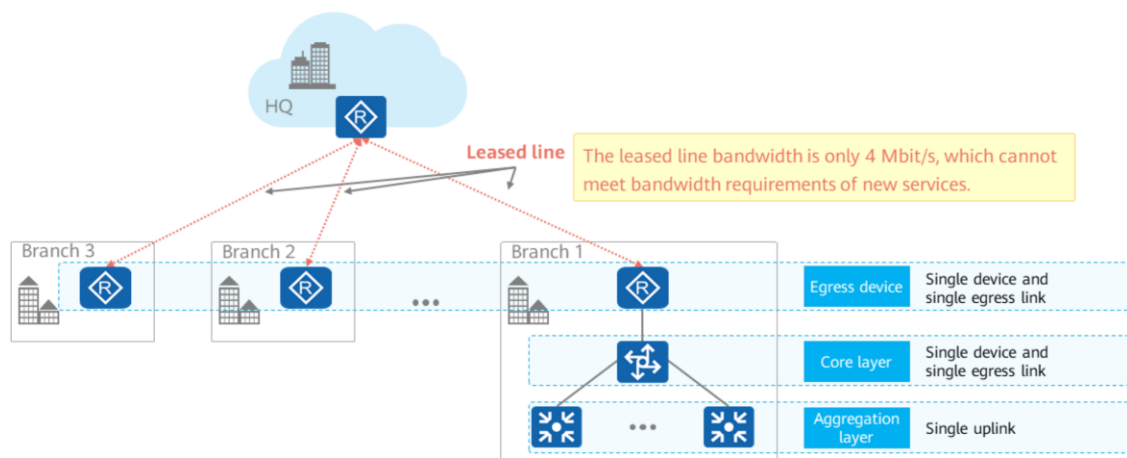 HQ
R
Leased line
The leased line bandwidth is only 4 Mbit/s, which cannot
meet bandwidth requirements of new services.
Branch 3
Branch 2
Branch 1
R
R
R
Egress device
Single device and
single egress link
Core layer
Single device and
single egress link
Aggregation
layer
Single uplink